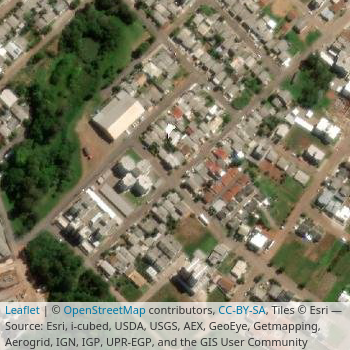 Leaflet | © OpenStreetMap contributors, CC-BY-SA, Tiles © Esri —
Source: Esri, i-cubed, USDA, USGS, AEX, GeoEye, Getmapping,
Aerogrid, IGN, IGP, UPR-EGP, and the GIS User Community